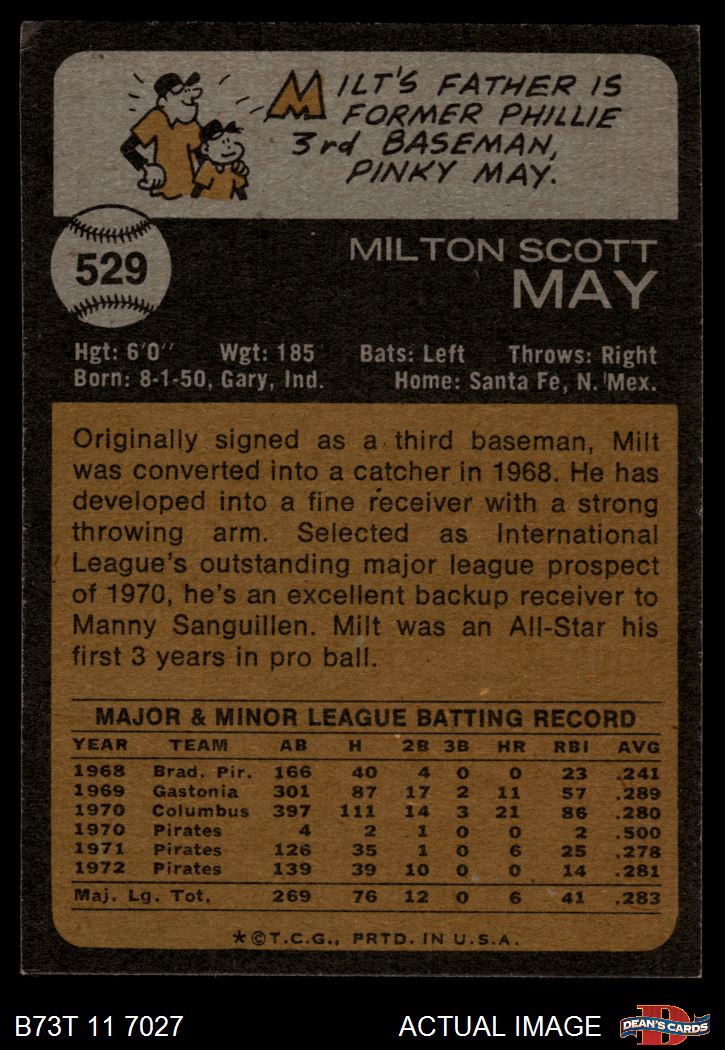 MILT'S FATHER IS
FORMER PHILLIE
3rd BASEMAN,
PINKY MAY.
529
MILTON SCOTT
MAY
Hgt: 6'0" Wgt: 185 Bats: Left Throws: Right
Born: 8-1-50, Gary, Ind. Home: Santa Fe, N. Mex.
Originally signed as a third baseman, Milt
was converted into a catcher in 1968. He has
developed into a fine receiver with a strong
throwing arm. Selected as International
League's outstanding major league prospect
of 1970, he's an excellent backup receiver to
Manny Sanguillen. Milt was an All-Star his
first 3 years in pro ball.
MAJOR & MINOR LEAGUE BATTING RECORD
YEAR TEAM AB H 2B 3B HR RBI AVG
1968 Brad. Pir. 166 40 4 0 0 23 .241
1969 Gastonia 301 87 17 2 11 57 .289
1970 Columbus 397 111 14 3 21 86 .280
1970 Pirates 4 2 1 0 0 2 .500
1971 Pirates 126 35 1 0 6 25 .278
1972 Pirates 139 39 10 0 0 14 .281
Maj. Lg. Tot. 269 76 12 0 6 41 .283
*©T.C.G., PRTD. IN U.S.A.
B73T 11 7027 ACTUAL IMAGE
D
DEAN'S CARDS